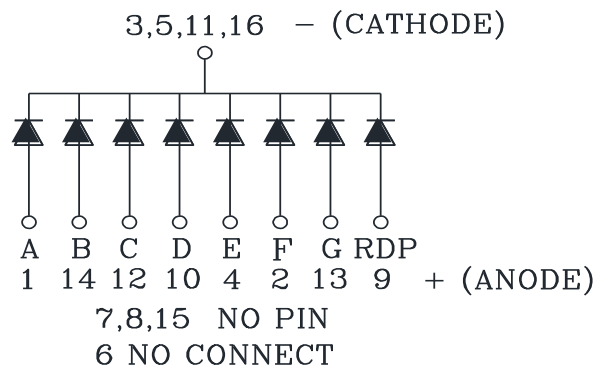 3,5,11,16 - (CATHODE)
A B C D E F G RDP
1 14 12 10 4 2 13 9 + (ANODE)
7,8,15 NO PIN
6 NO CONNECT